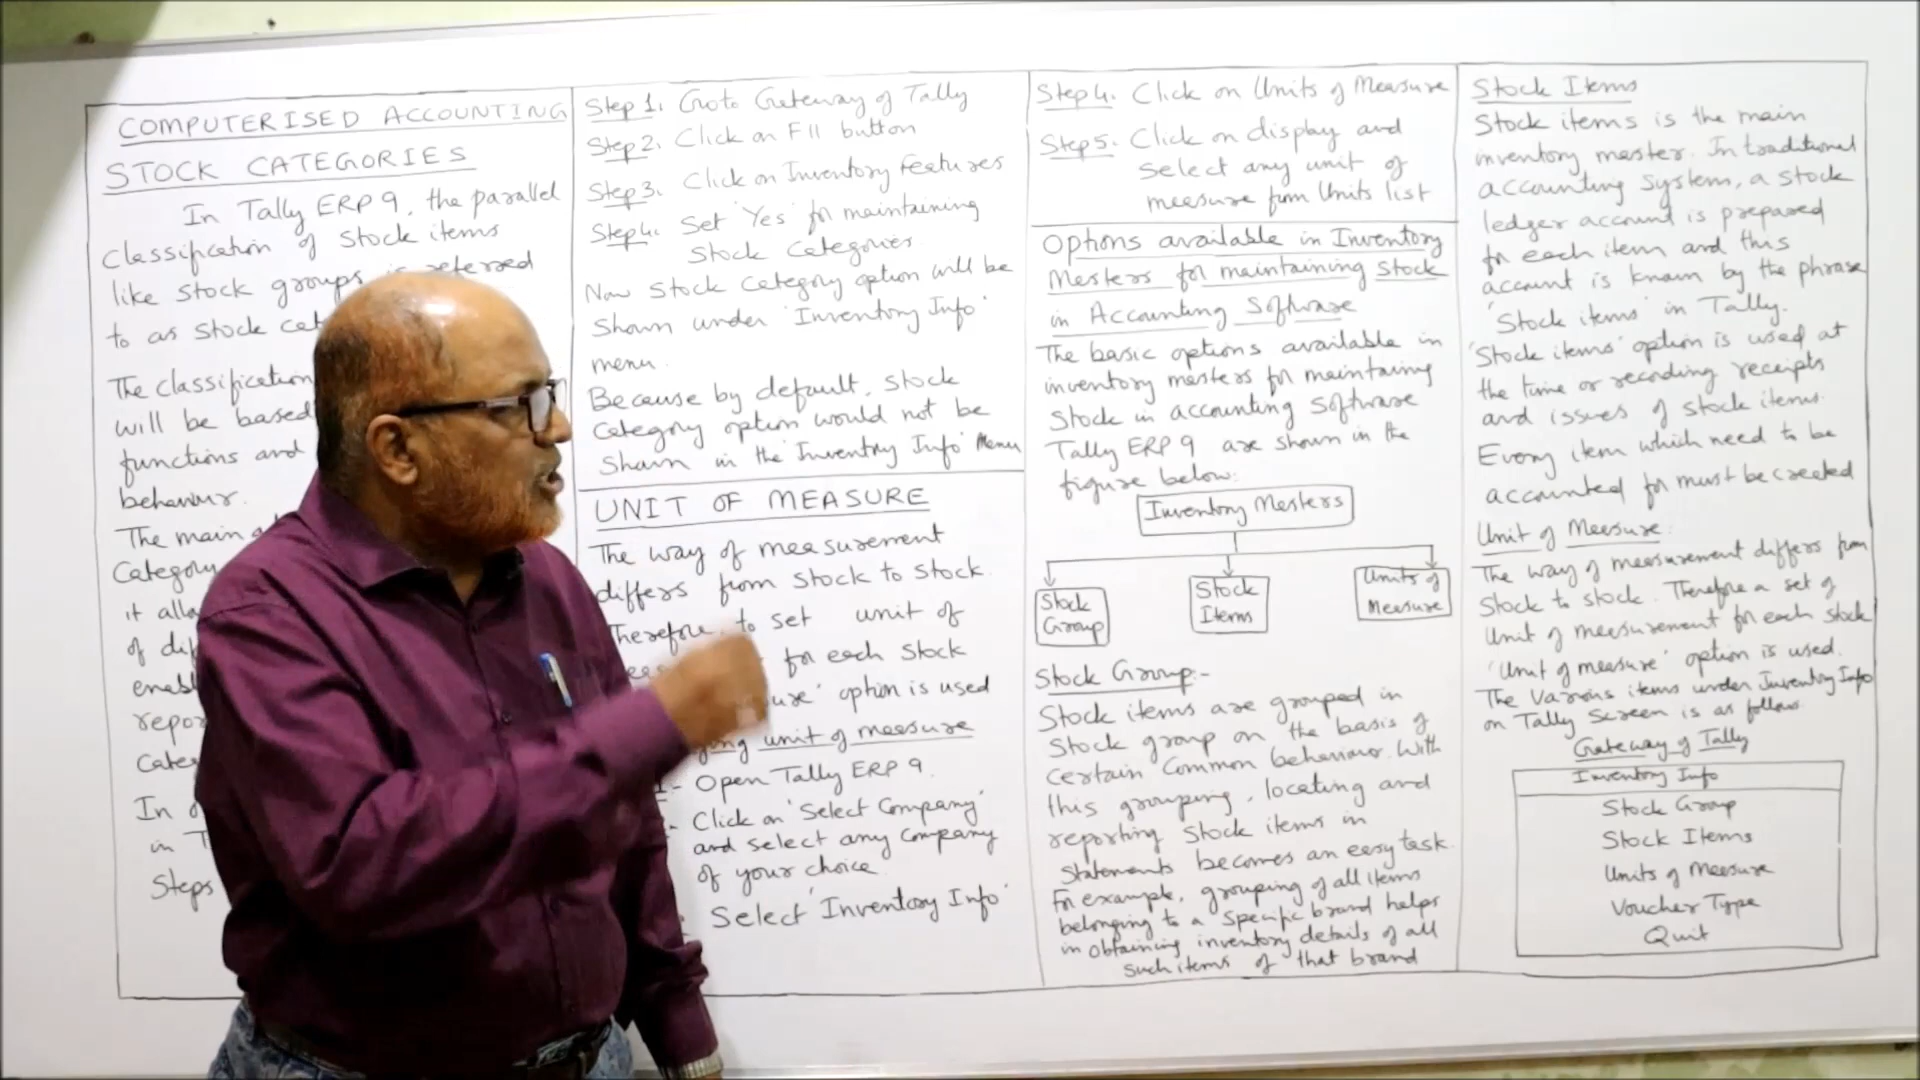 COMPUTERISED ACCOUNTING
STOCK CATEGORIES
In Tally ERP 9, the parallel
Classification of Stock items
like Stock groups is referred
to as Stock
The classification
will be based
functions and
behaviour.
The main
Category
it
of
In
in
Steps
Step 1. Goto Gateway of Tally
Step 2. Click on F11 button
Step 3. Click on Inventory features
Step 4. Set 'Yes' for maintaining
Stock Categories.
Now Stock Category option will be
Shown under 'Inventory Info'
menu.
Because by default, Stock
Category option would not be
Shown in the 'Inventory Info' Menu
UNIT OF MEASURE
The way of measurement
differs from Stock to Stock.
Therefore, to set unit of
for each Stock
option is used
unit of measure
Open Tally ERP 9.
Click on 'Select Company'
and select any Company
of your choice
Select 'Inventory Info'
Step 4. Click on Units of Measure
Step 5. Click on display and
Select any unit of
measure from Units list
Options available in Inventory
Masters for maintaining Stock
in Accounting Software
The basic options available in
inventory masters for maintaining
Stock in accounting Software
Tally ERP 9 are shown in the
figure below:
Inventory Masters
Stock Group
Stock Items
Units of Measure
Stock Group:-
Stock items are grouped in
Stock group on the basis of
Certain Common behaviour. With
this grouping, locating and
reporting Stock items in
Statements becomes an easy task.
For example, grouping of all items
belonging to a specific brand helps
in obtaining inventory details of all
such items of that brand
Stock Items
Stock items is the main
inventory master. In traditional
accounting System, a Stock
ledger account is prepared
for each item and this
account is known by the phrase
'Stock items' in Tally.
'Stock items' option is used at
the time or recording receipts
and issues of Stock items.
Every item which need to be
accounted for must be created
Unit of Measure:
The way of measurement differs from
Stock to stock. Therefore a set of
Unit of measurement for each stock
'Unit of measure' option is used.
The Various items under Inventory Info
on Tally Screen is as follows
Gateway of Tally
Inventory Info
Stock Group
Stock Items
Units of Measure
Voucher Type
Quit